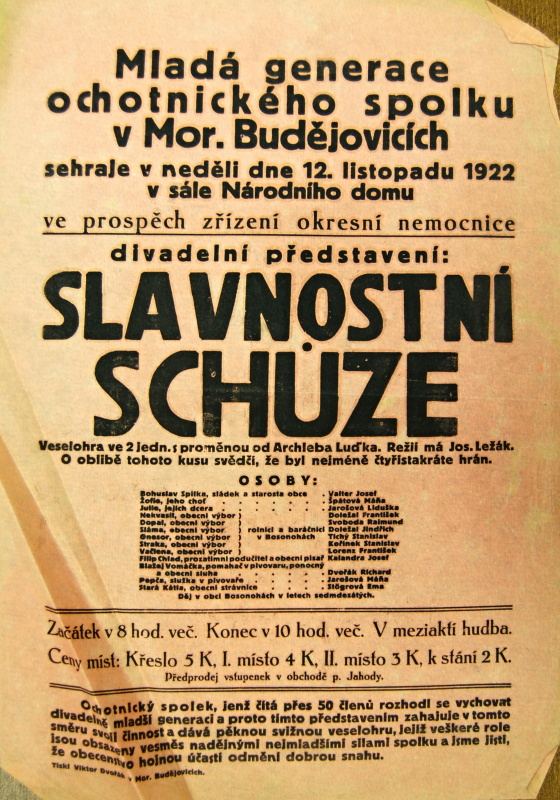 Mladá generace
ochotnického spolku
v Mor. Budějovicích
sehraje v neděli dne 12. listopadu 1922
v sále Národního domu
ve prospěch zřízení okresní nemocnice
divadelní představení:
SLAVNOSTNÍ
SCHŮZE
Veselohra ve 2 jedn. s proměnou od Archleba Luďka. Režii má Jos. Ležák.
O oblibě tohoto kusu svědčí, že byl nejméně čtyřistakráte hrán.
OSOBY:
Bohuslav Spilka, sládek a starosta obce . Valter Josef
Žofie, jeho choť . . . . . . . Špátová Máňa
Julie, jejich dcera . . . . . . . Jarošová Liduška
Nekvasil, obecní výbor ) Doležal František
Dopal, obecní výbor ) Svoboda Raimund
Sláma, obecní výbor ) rolníci a baráčníci Doležal Jindřich
Onesor, obecní výbor ) v Bosonohách Tichý Stanislav
Straka, obecní výbor ) Kořínek Stanislav
Vačlena, obecní výbor ) Lorenz František
Filip Chlad, prozatimní podučitel a obecní písař Kalandra Josef
Blažej Vomáčka, pomahač v pivovaru, ponocný
a obecní sluha . . . . . Dvořák Richard
Pepča, služka v pivovaře . . . . . Jarošová Máňa
Stará Kátia, obecní strávnice . . . . Stögrová Ema
Děj v obci Bosonohách v letech sedmdesátých.
Začátek v 8 hod. več. Konec v 10 hod. več. V meziaktí hudba.
Ceny míst: Křeslo 5 K, I. místo 4 K, II. místo 3 K, k stání 2 K.
Předprodej vstupenek v obchodě p. Jahody.
Ochotnický spolek, jenž čítá přes 50 členů rozhodl se vychovat
divadelně mladší generaci a proto tímto představením zahajuje v tomto
směru svoji činnost a dává pěknou svižnou veselohru, jejíž veškeré role
jsou obsazeny vesměs nadějnými nejmladšími silami spolku a jsme jisti,
že obecenstvo hojnou účastí odmění dobrou snahu.
Tiskl Viktor Dvořák v Mor. Budějovicích.